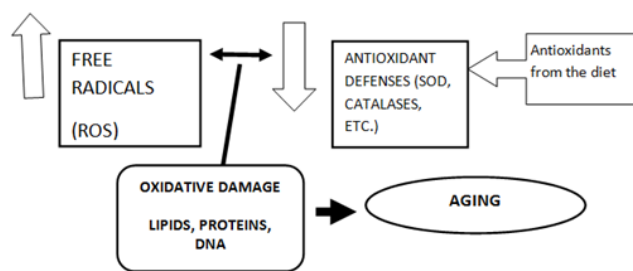 FREE
RADICALS
(ROS)
ANTIOXIDANT
DEFENSES (SOD,
CATALASES,
ETC.)
Antioxidants
from the diet
OXIDATIVE DAMAGE
LIPIDS, PROTEINS,
DNA
AGING